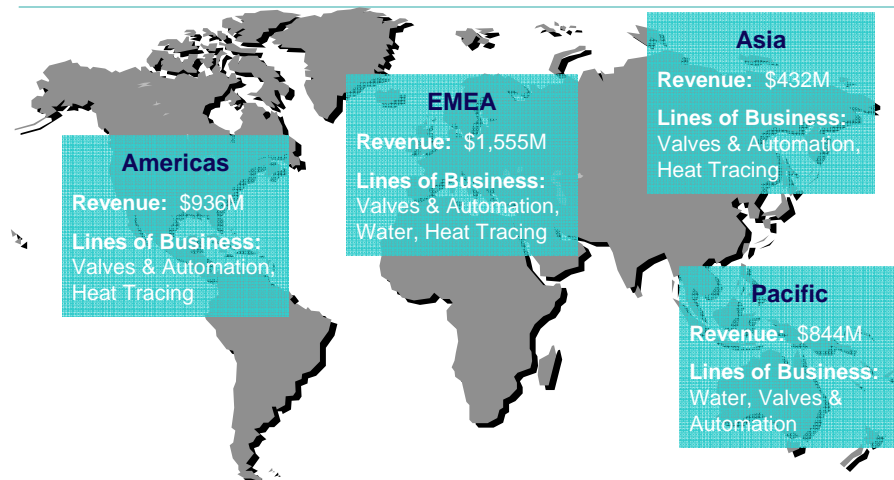 Americas
Revenue: $936M
Lines of Business:
Valves & Automation,
Heat Tracing
EMEA
Revenue: $1,555M
Lines of Business:
Valves & Automation,
Water, Heat Tracing
Asia
Revenue: $432M
Lines of Business:
Valves & Automation,
Heat Tracing
Pacific
Revenue: $844M
Lines of Business:
Water, Valves &
Automation